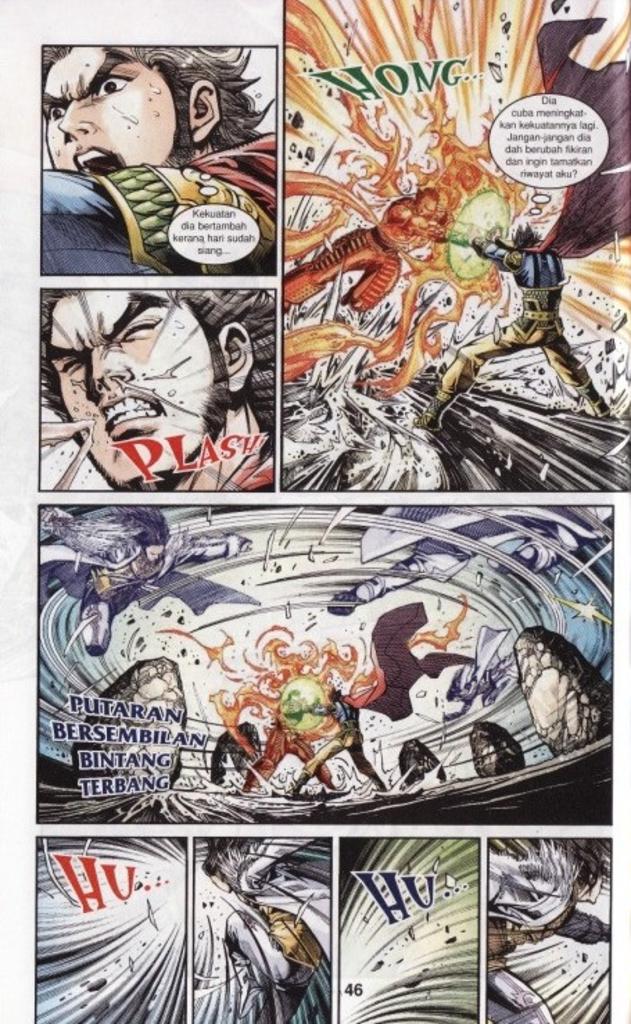 Kekuatan
dia bertambah
kerana hari sudah
siang...
HONG...
Dia
cuba meningkat-
kan kekuatannya lagi.
Jangan-jangan dia
dah berubah fikiran
dan ingin tamatkan
riwayat aku?
PLASH
PUTARAN
BERSEMBILAN
BINTANG
TERBANG
HU...
HU...
46